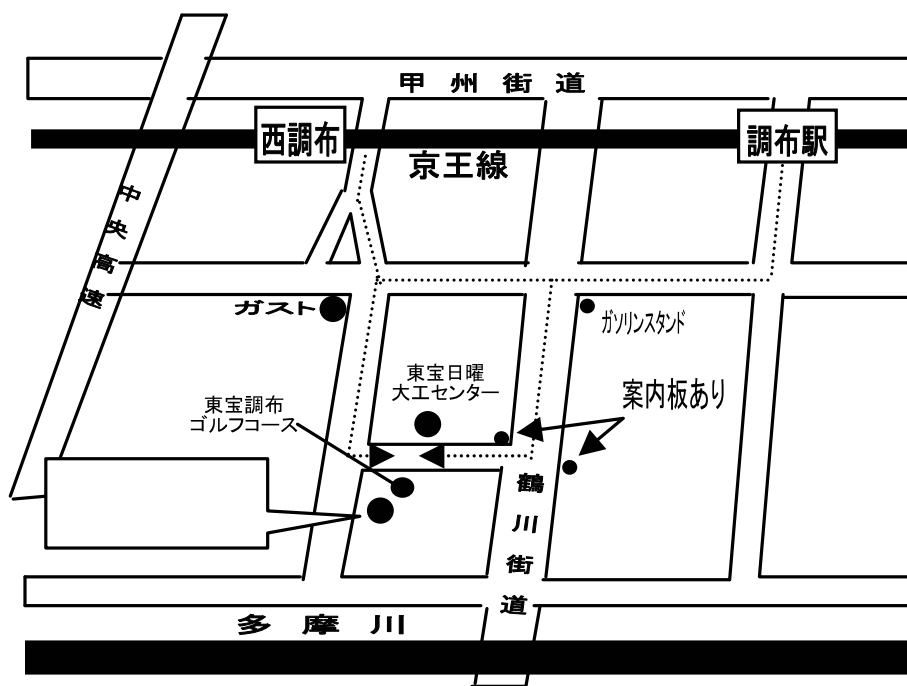 甲州街道
西調布
調布駅
京王線
中央高速
ガスト
ガソリンスタンド
東宝日曜
大工センター
案内板あり
東宝調布
ゴルフコース
鶴川街道
多摩川